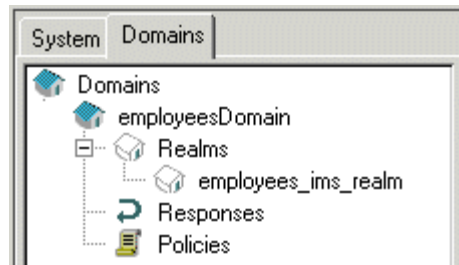 System Domains
Domains
employeesDomain
Realms
employees_ims_realm
Responses
Policies